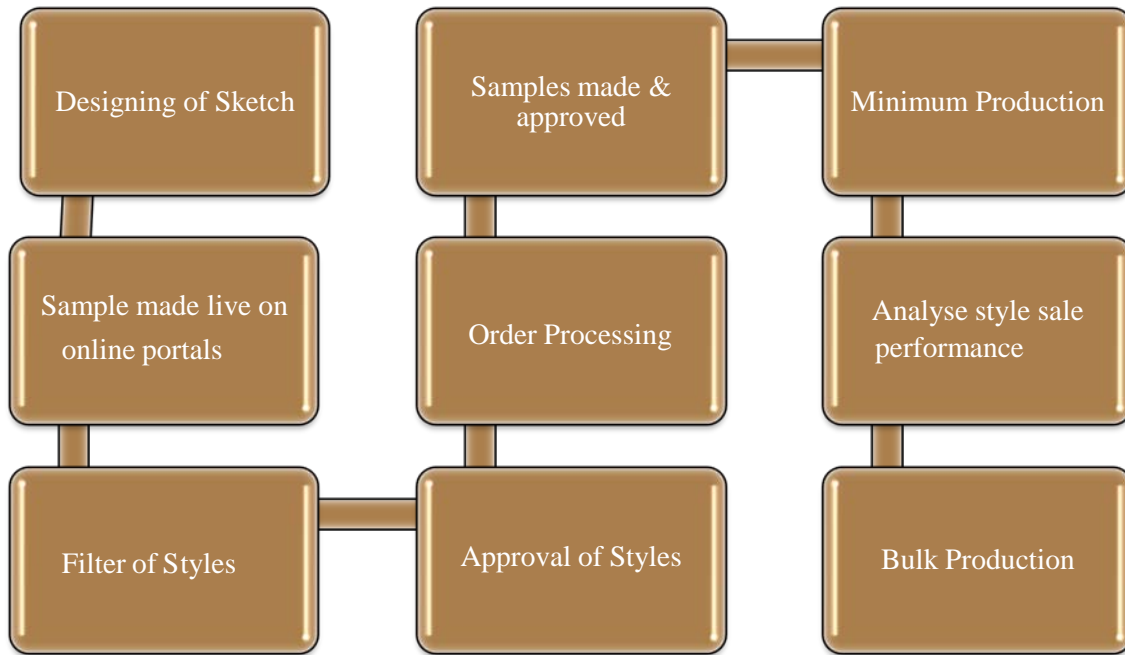 Designing of Sketch
Sample made live on
online portals
Filter of Styles
Approval of Styles
Order Processing
Samples made &
approved
Minimum Production
Analyse style sale
performance
Bulk Production